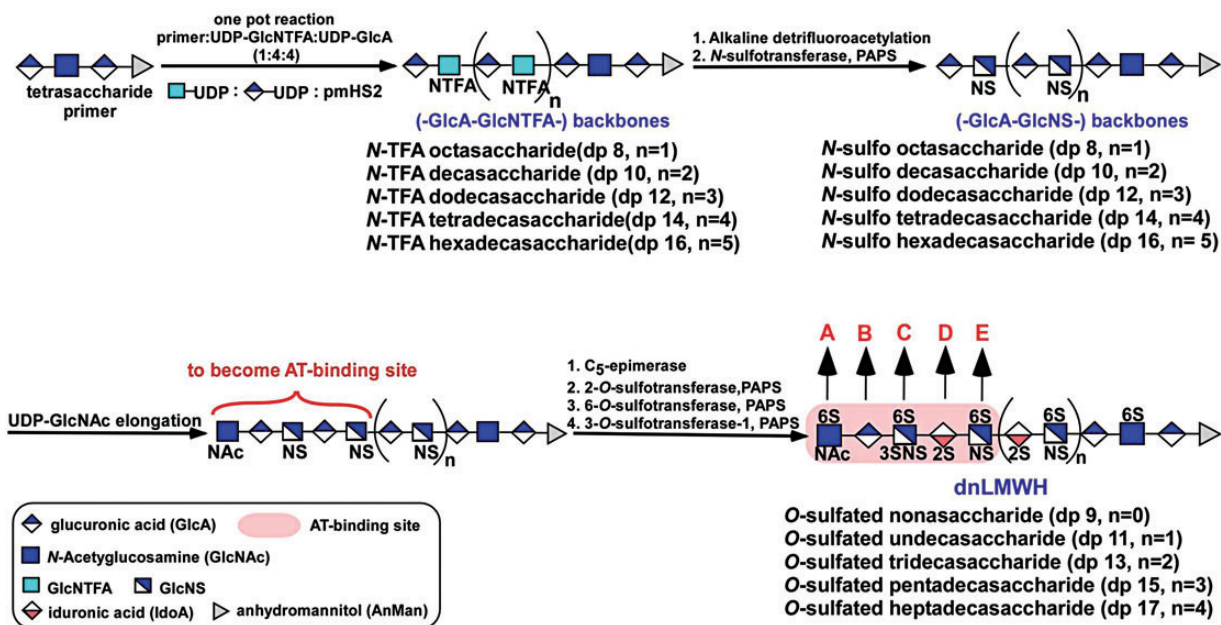 one pot reaction
primer:UDP-GlcNTFA:UDP-GlcA
(1:4:4)
tetrasaccharide
primer
UDP : UDP : pmHS2
NTFA NTFA n
(-GlcA-GlcNTFA-) backbones
N-TFA octasaccharide(dp 8, n=1)
N-TFA decasaccharide (dp 10, n=2)
N-TFA dodecasaccharide (dp 12, n=3)
N-TFA tetradecasaccharide(dp 14, n=4)
N-TFA hexadecasaccharide(dp 16, n=5)
1. Alkaline detrifluoroacetylation
2. N-sulfotransferase, PAPS
NS NS n
(-GlcA-GlcNS-) backbones
N-sulfo octasaccharide (dp 8, n=1)
N-sulfo decasaccharide (dp 10, n=2)
N-sulfo dodecasaccharide (dp 12, n=3)
N-sulfo tetradecasaccharide (dp 14, n=4)
N-sulfo hexadecasaccharide (dp 16, n= 5)
UDP-GlcNAc elongation
to become AT-binding site
NAc NS NS NS n
1. C5-epimerase
2. 2-O-sulfotransferase,PAPS
3. 6-O-sulfotransferase, PAPS
4. 3-O-sulfotransferase-1, PAPS
A B C D E
6S 6S 6S 6S 6S
NAc 3SNS 2S NS 2S NS n
dnLMWH
O-sulfated nonasaccharide (dp 9, n=0)
O-sulfated undecasaccharide (dp 11, n=1)
O-sulfated tridecasaccharide (dp 13, n=2)
O-sulfated pentadecasaccharide (dp 15, n=3)
O-sulfated heptadecasaccharide (dp 17, n=4)
glucuronic acid (GlcA) AT-binding site
N-Acetyglucosamine (GlcNAc)
GlcNTFA GlcNS
iduronic acid (IdoA) anhydromannitol (AnMan)